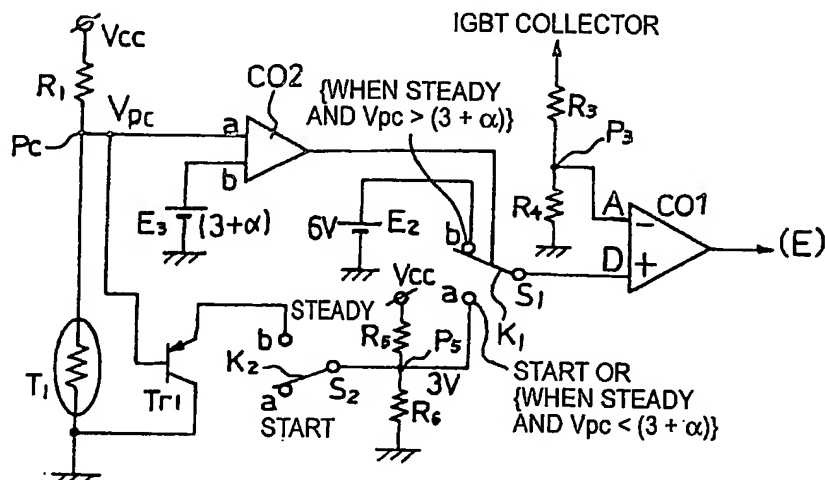 IGBT COLLECTOR
Vcc
R1
Vpc
Pc
CO2
{WHEN STEADY
AND Vpc > (3 + α)}
R3
P3
a
b
E3
(3+α)
6V
E2
b
R4
A
CO1
(E)
D
S1
K1
STEADY
Vcc
a
b
R5
P5
K2
S2
3V
T1
Tr1
a
START
R6
START OR
{WHEN STEADY
AND Vpc < (3 + α)}